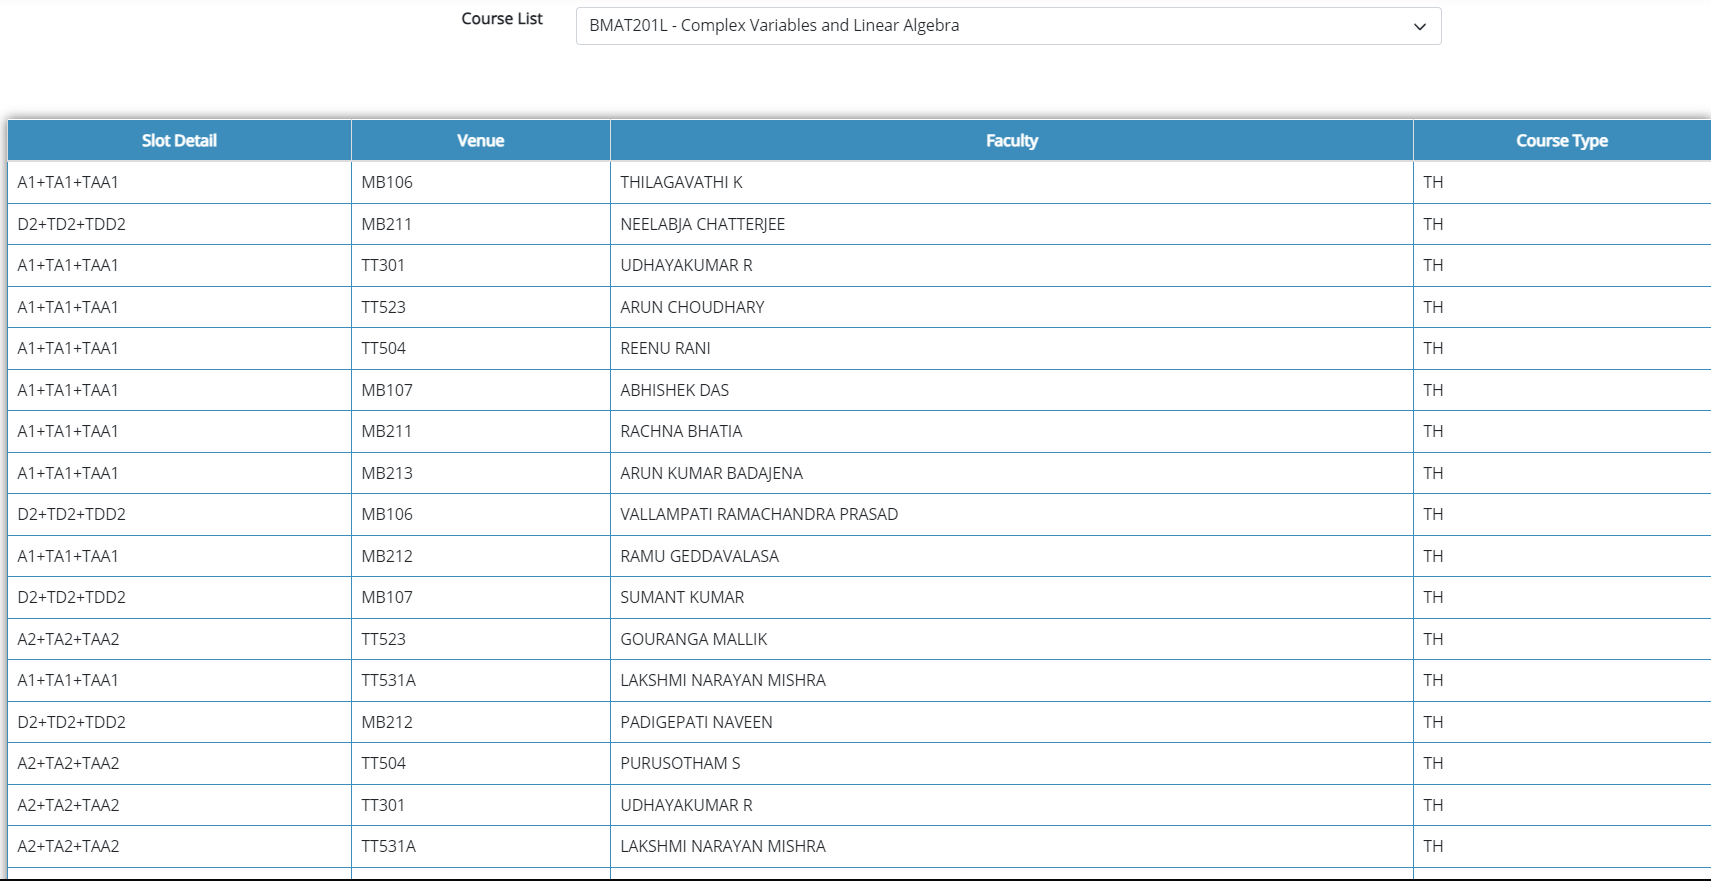 Course List BMAT201L - Complex Variables and Linear Algebra
Slot Detail Venue Faculty Course Type
A1+TA1+TAA1 MB106 THILAGAVATHI K TH
D2+TD2+TDD2 MB211 NEELABJA CHATTERJEE TH
A1+TA1+TAA1 TT301 UDHAYAKUMAR R TH
A1+TA1+TAA1 TT523 ARUN CHOUDHARY TH
A1+TA1+TAA1 TT504 REENU RANI TH
A1+TA1+TAA1 MB107 ABHISHEK DAS TH
A1+TA1+TAA1 MB211 RACHNA BHATIA TH
A1+TA1+TAA1 MB213 ARUN KUMAR BADAJENA TH
D2+TD2+TDD2 MB106 VALLAMPATI RAMACHANDRA PRASAD TH
A1+TA1+TAA1 MB212 RAMU GEDDAVALASA TH
D2+TD2+TDD2 MB107 SUMANT KUMAR TH
A2+TA2+TAA2 TT523 GOURANGA MALLIK TH
A1+TA1+TAA1 TT531A LAKSHMI NARAYAN MISHRA TH
D2+TD2+TDD2 MB212 PADIGEPATI NAVEEN TH
A2+TA2+TAA2 TT504 PURUSOTHAM S TH
A2+TA2+TAA2 TT301 UDHAYAKUMAR R TH
A2+TA2+TAA2 TT531A LAKSHMI NARAYAN MISHRA TH